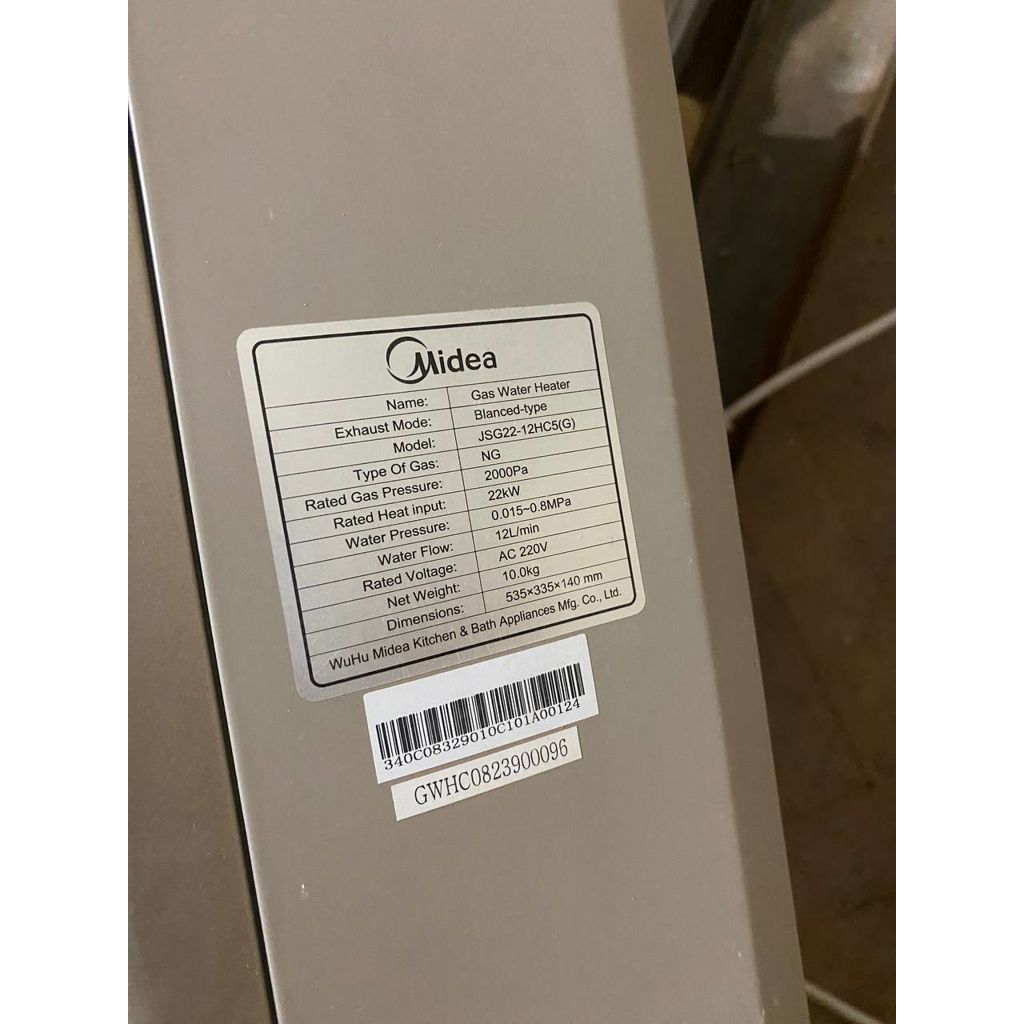 Midea
Name: Gas Water Heater
Exhaust Mode: Blanced-type
Model: JSG22-12HC5(G)
Type Of Gas: NG
Rated Gas Pressure: 2000Pa
Rated Heat input: 22kW
Water Pressure: 0.015~0.8MPa
Water Flow: 12L/min
Rated Voltage: AC 220V
Net Weight: 10.0kg
Dimensions: 535×335×140 mm
WuHu Midea Kitchen & Bath Appliances Mfg. Co., Ltd.
340C08329010C101A00124
GWHC0823900096